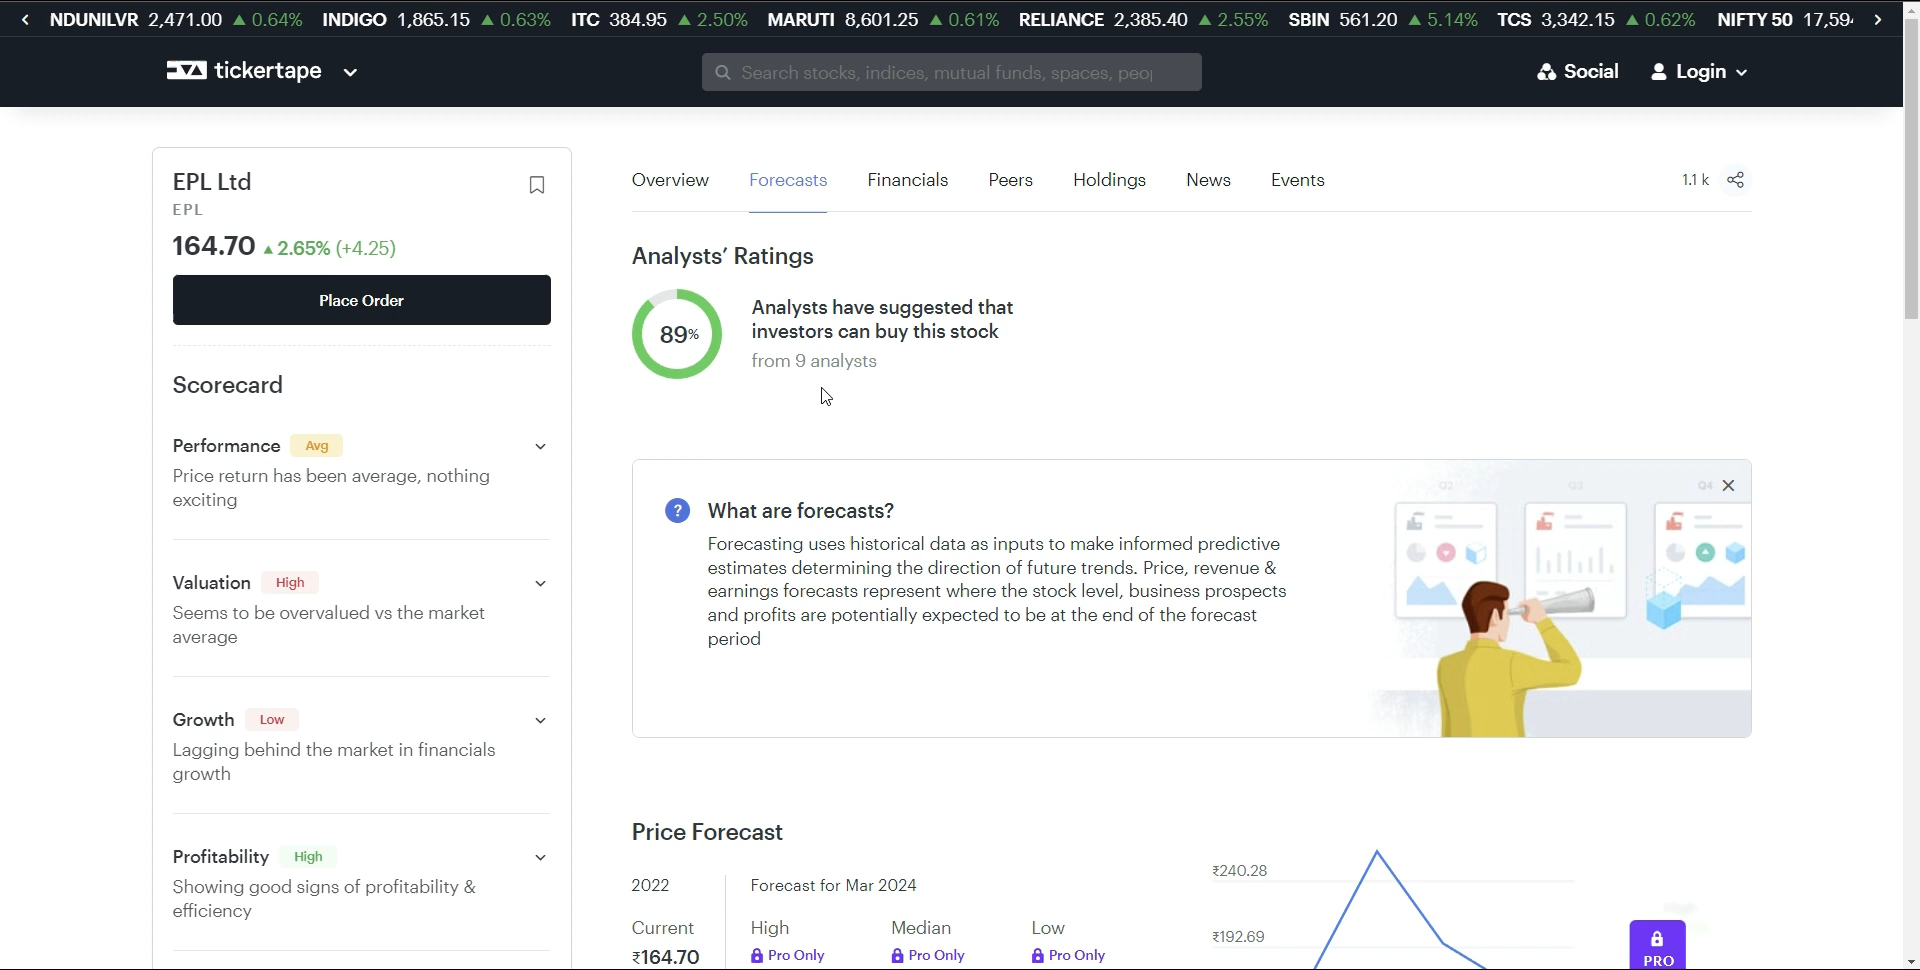 NDUNILVR 2,471.00 ▲ 0.64% INDIGO 1,865.15 ▲ 0.63% ITC 384.95 ▲ 2.50% MARUTI 8,601.25 ▲ 0.61% RELIANCE 2,385.40 ▲ 2.55% SBIN 561.20 ▲ 5.14% TCS 3,342.15 ▲ 0.62% NIFTY 50 17,59
tickertape
Search stocks, indices, mutual funds, spaces, peo
Social
Login
EPL Ltd
EPL
164.70 ▲ 2.65% (+4.25)
Place Order
Scorecard
Performance Avg
Price return has been average, nothing
exciting
Valuation High
Seems to be overvalued vs the market
average
Growth Low
Lagging behind the market in financials
growth
Profitability High
Showing good signs of profitability &
efficiency
Overview Forecasts Financials Peers Holdings News Events
1.1 k
Analysts’ Ratings
89%
Analysts have suggested that
investors can buy this stock
from 9 analysts
? What are forecasts?
Forecasting uses historical data as inputs to make informed predictive
estimates determining the direction of future trends. Price, revenue &
earnings forecasts represent where the stock level, business prospects
and profits are potentially expected to be at the end of the forecast
period
Q2 Q3 Q4
Price Forecast
2022 Forecast for Mar 2024
Current High Median Low
₹164.70 Pro Only Pro Only Pro Only
₹240.28
₹192.69
PRO